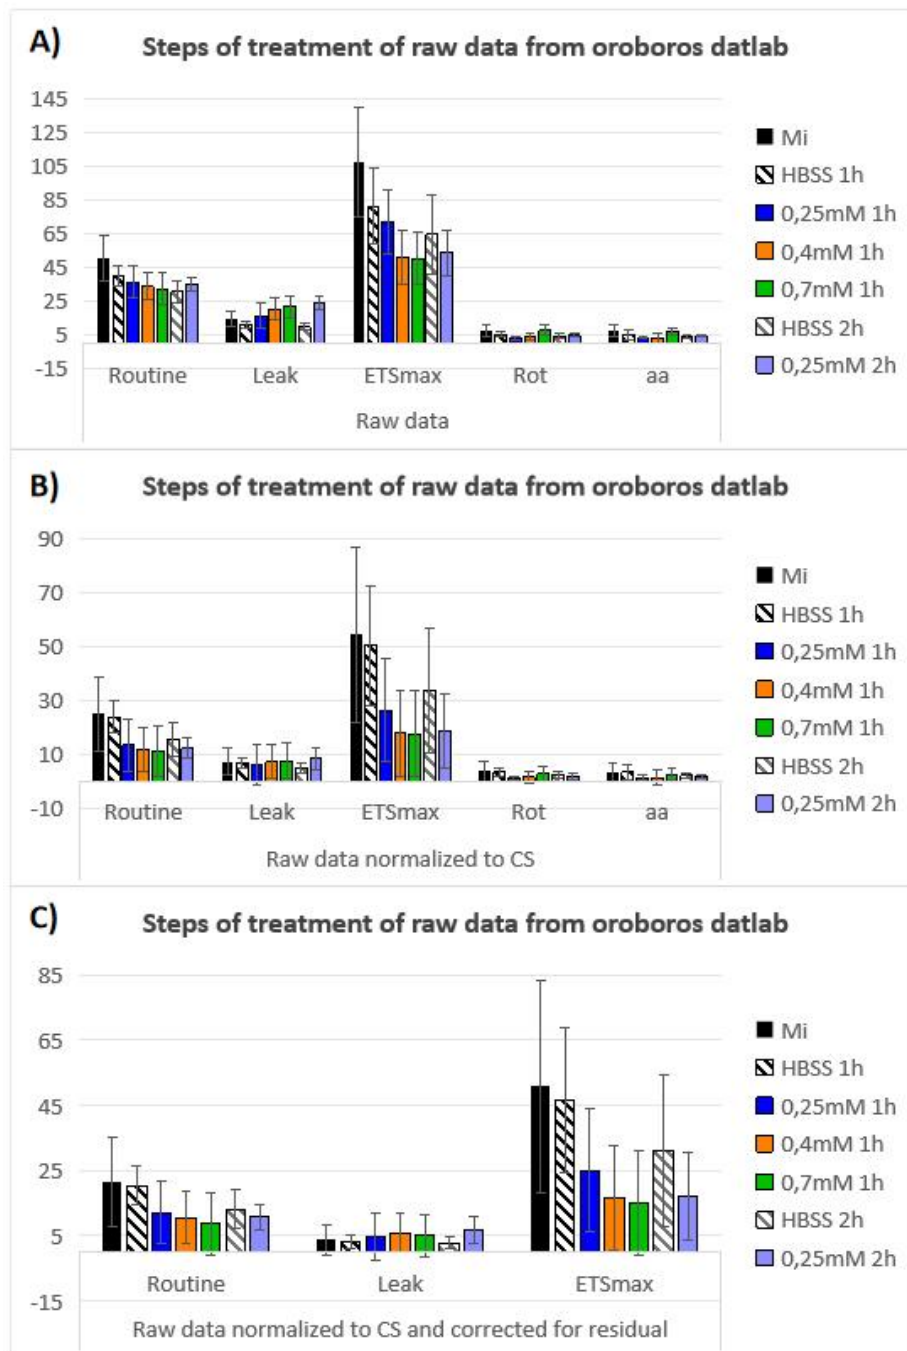 A)
Steps of treatment of raw data from oroboros datlab
145
125
105
85
65
45
25
5
-15
Routine Leak ETSmax Rot aa
Raw data
Mi
HBSS 1h
0,25mM 1h
0,4mM 1h
0,7mM 1h
HBSS 2h
0,25mM 2h
B)
Steps of treatment of raw data from oroboros datlab
90
70
50
30
10
-10
Routine Leak ETSmax Rot aa
Raw data normalized to CS
Mi
HBSS 1h
0,25mM 1h
0,4mM 1h
0,7mM 1h
HBSS 2h
0,25mM 2h
C)
Steps of treatment of raw data from oroboros datlab
85
65
45
25
5
-15
Routine Leak ETSmax
Raw data normalized to CS and corrected for residual
Mi
HBSS 1h
0,25mM 1h
0,4mM 1h
0,7mM 1h
HBSS 2h
0,25mM 2h